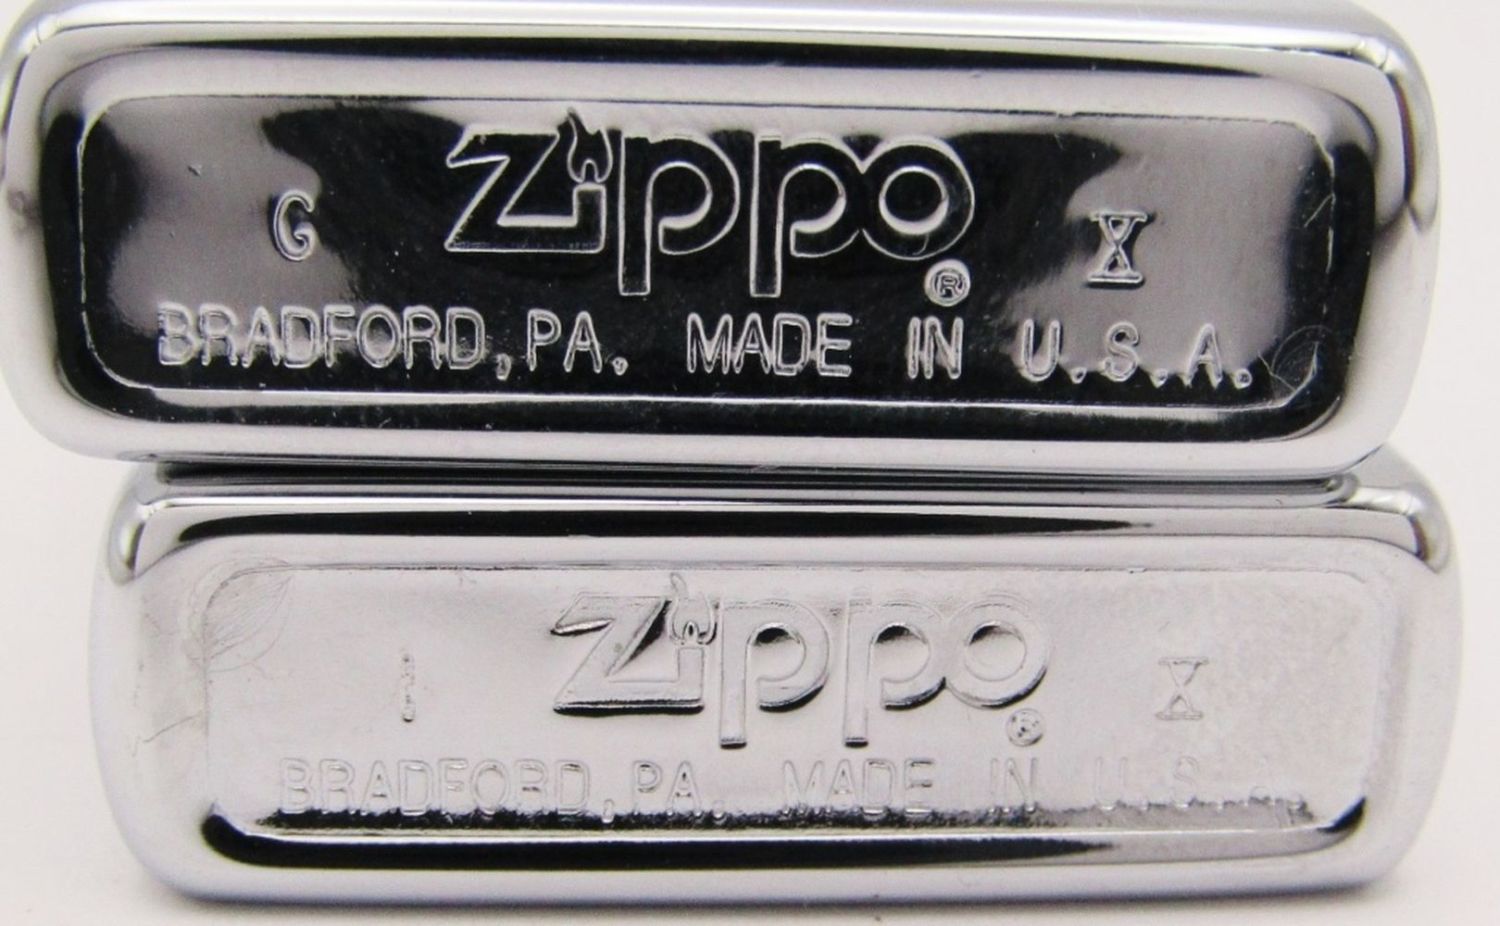 Zippo
G X
®
BRADFORD, PA. MADE IN U.S.A.
Zippo
I X
®
BRADFORD, PA. MADE IN U.S.A.